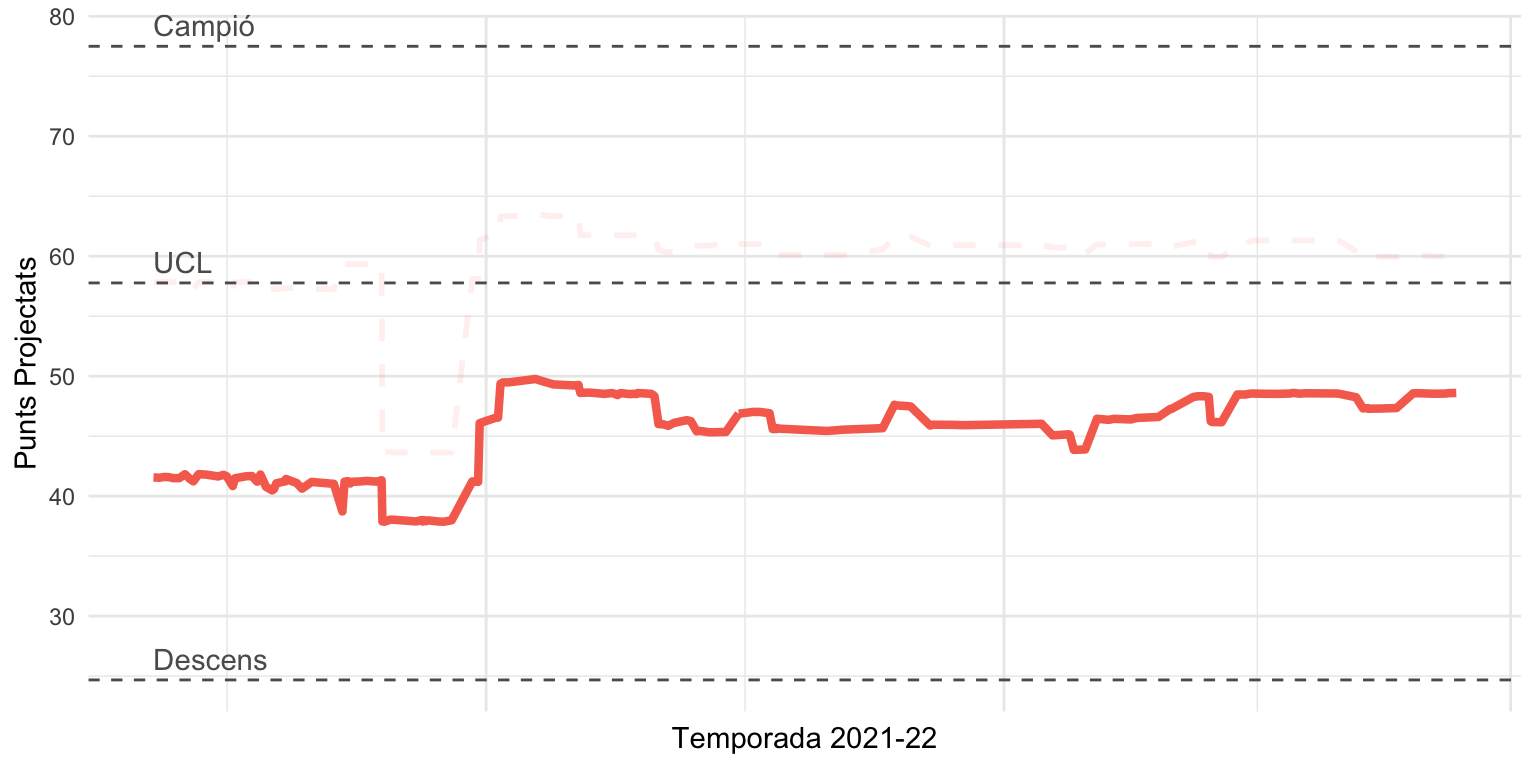 80
Campió
70
60
UCL
50
40
30
Descens
Punts Projectats
Temporada 2021-22